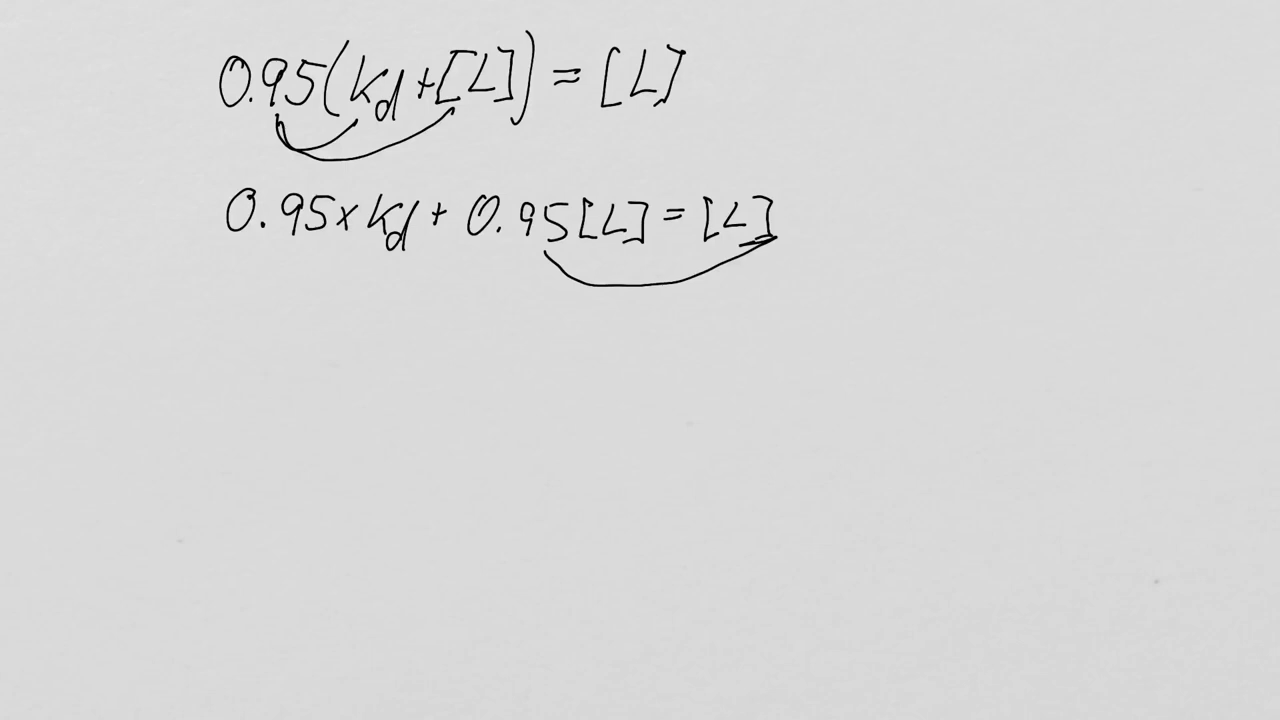 0.95(Kd+[L]) = [L]
0.95×Kd + 0.95[L] = [L]